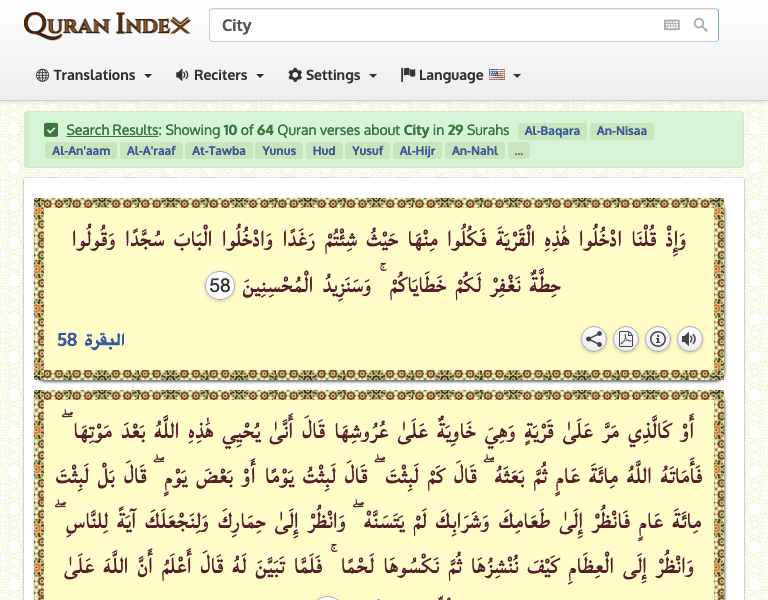 QURAN INDEX
City
Translations
Reciters
Settings
Language
Search Results: Showing 10 of 64 Quran verses about City in 29 Surahs Al-Baqara An-Nisaa
Al-An'aam Al-A'raaf At-Tawba Yunus Hud Yusuf Al-Hijr An-Nahl ...
وَإِذْ قُلْنَا ادْخُلُوا هَٰذِهِ الْقَرْيَةَ فَكُلُوا مِنْهَا حَيْثُ شِئْتُمْ رَغَدًا وَادْخُلُوا الْبَابَ سُجَّدًا وَقُولُوا
حِطَّةٌ نَغْفِرْ لَكُمْ خَطَايَاكُمْ ۚ وَسَنَزِيدُ الْمُحْسِنِينَ 58
البقرة 58
أَوْ كَالَّذِي مَرَّ عَلَىٰ قَرْيَةٍ وَهِيَ خَاوِيَةٌ عَلَىٰ عُرُوشِهَا قَالَ أَنَّىٰ يُحْيِي هَٰذِهِ اللَّهُ بَعْدَ مَوْتِهَا ۖ
فَأَمَاتَهُ اللَّهُ مِائَةَ عَامٍ ثُمَّ بَعَثَهُ ۖ قَالَ كَمْ لَبِثْتَ ۖ قَالَ لَبِثْتُ يَوْمًا أَوْ بَعْضَ يَوْمٍ ۖ قَالَ بَلْ لَبِثْتَ
مِائَةَ عَامٍ فَانْظُرْ إِلَىٰ طَعَامِكَ وَشَرَابِكَ لَمْ يَتَسَنَّهْ ۖ وَانْظُرْ إِلَىٰ حِمَارِكَ وَلِنَجْعَلَكَ آيَةً لِلنَّاسِ ۖ
وَانْظُرْ إِلَى الْعِظَامِ كَيْفَ نُنْشِزُهَا ثُمَّ نَكْسُوهَا لَحْمًا ۚ فَلَمَّا تَبَيَّنَ لَهُ قَالَ أَعْلَمُ أَنَّ اللَّهَ عَلَىٰ